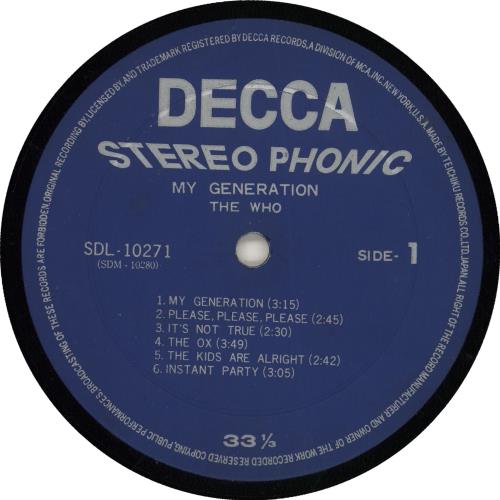 ORIGINAL RECORDING BY, LICENSED BY, AND TRADEMARK REGISTERED BY DECCA RECORDS, A DIVISION OF MCA, INC. NEW YORK, U.S.A. MADE BY TEICHIKU RECORDS CO., LTD. JAPAN, ALL RIGHT OF THE RECORD MANUFACTURER AND OWNER OF THE WORK RECORDED RESERVED COPYING, PUBLIC PERFORMANCES, BROADCASTING OF THESE RECORDS ARE FORBIDDEN.
DECCA
STEREO PHONIC
MY GENERATION
THE WHO
SDL-10271
(SDM-10280)
SIDE-1
1. MY GENERATION (3:15)
2. PLEASE, PLEASE, PLEASE (2:45)
3. IT'S NOT TRUE (2:30)
4. THE OX (3:49)
5. THE KIDS ARE ALRIGHT (2:42)
6. INSTANT PARTY (3:05)
33 1/3